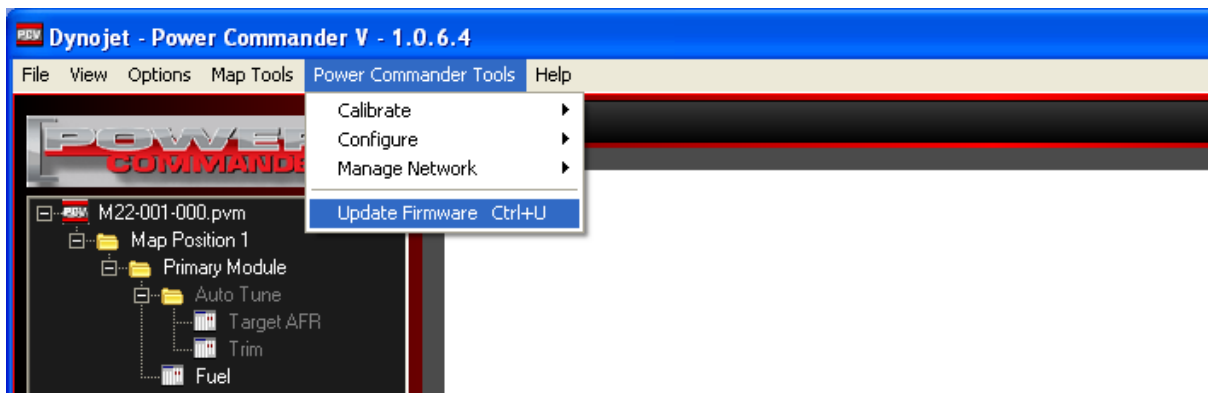 PCV Dynojet - Power Commander V - 1.0.6.4
File View Options Map Tools Power Commander Tools Help
Calibrate
Configure
Manage Network
Update Firmware Ctrl+U
POWER
COMMANDE
M22-001-000.pvm
Map Position 1
Primary Module
Auto Tune
Target AFR
Trim
Fuel